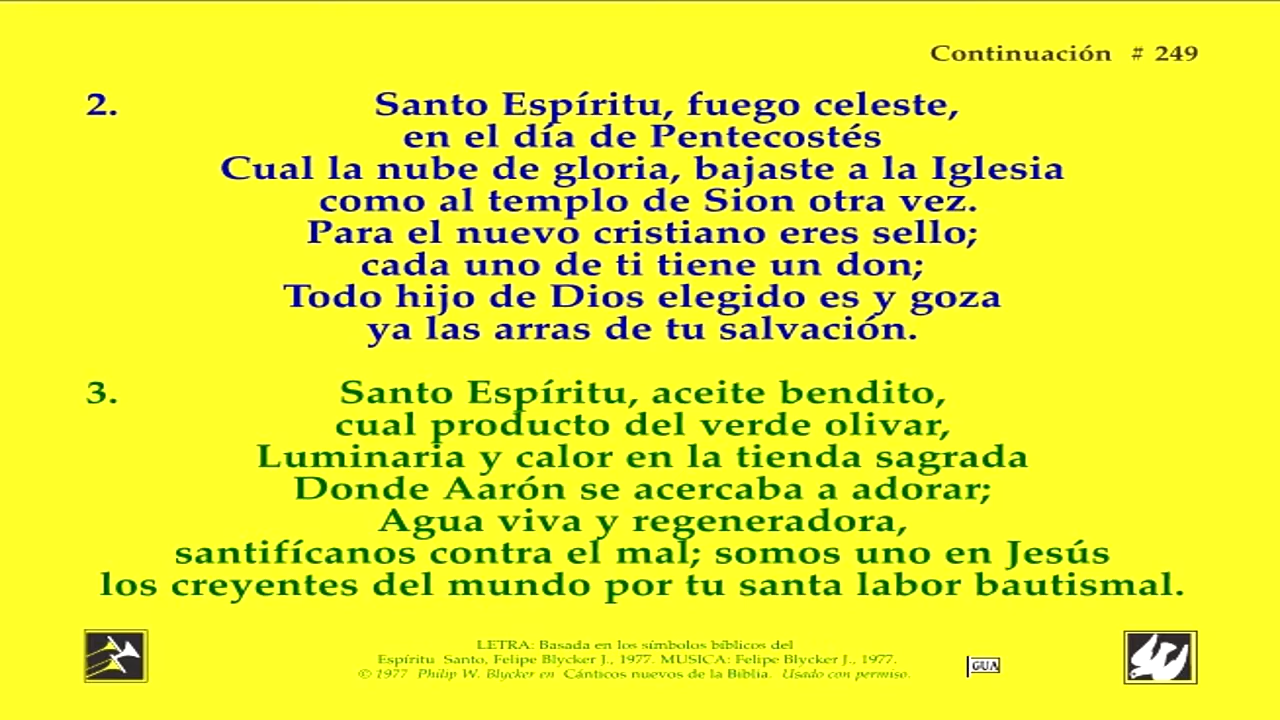 Continuación # 249
2. Santo Espíritu, fuego celeste,
en el día de Pentecostés
Cual la nube de gloria, bajaste a la Iglesia
como al templo de Sion otra vez.
Para el nuevo cristiano eres sello;
cada uno de ti tiene un don;
Todo hijo de Dios elegido es y goza
ya las arras de tu salvación.
3. Santo Espíritu, aceite bendito,
cual producto del verde olivar,
Luminaria y calor en la tienda sagrada
Donde Aarón se acercaba a adorar;
Agua viva y regeneradora,
santifícanos contra el mal; somos uno en Jesús
los creyentes del mundo por tu santa labor bautismal.
LETRA: Basada en los símbolos bíblicos del
Espíritu Santo, Felipe Blycker J., 1977. MUSICA: Felipe Blycker J., 1977.
© 1977 Philip W. Blycker en Cánticos nuevos de la Biblia. Usado con permiso.
GUA